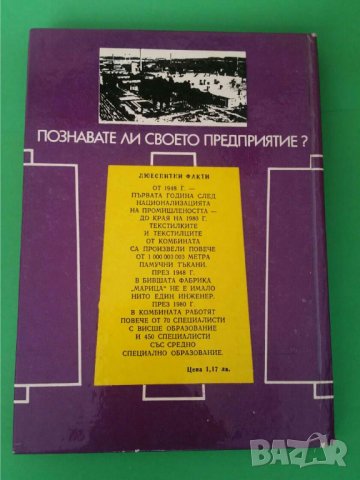 ПОЗНАВАТЕ ЛИ СВОЕТО ПРЕДПРИЯТИЕ?
ЛЮБОПИТНИ ФАКТИ
ОТ 1948 Г. —
ПЪРВАТА ГОДИНА СЛЕД
НАЦИОНАЛИЗАЦИЯТА
НА ПРОМИШЛЕНОСТТА —
ДО КРАЯ НА 1980 Г.
ТЕКСТИЛКИТЕ
И ТЕКСТИЛЦИТЕ
ОТ КОМБИНАТА
СА ПРОИЗВЕЛИ ПОВЕЧЕ
ОТ 1 000 000 003 МЕТРА
ПАМУЧНИ ТЪКАНИ.
ПРЕЗ 1948 Г.
В БИВШАТА ФАБРИКА
„МАРИЦА" НЕ Е ИМАЛО
НИТО ЕДИН ИНЖЕНЕР.
ПРЕЗ 1980 Г.
В КОМБИНАТА РАБОТЯТ
ПОВЕЧЕ ОТ 70 СПЕЦИАЛИСТИ
С ВИСШЕ ОБРАЗОВАНИЕ
И 450 СПЕЦИАЛИСТИ
СЪС СРЕДНО
СПЕЦИАЛНО ОБРАЗОВАНИЕ.
Цена 1,17 лв.
BAZAR